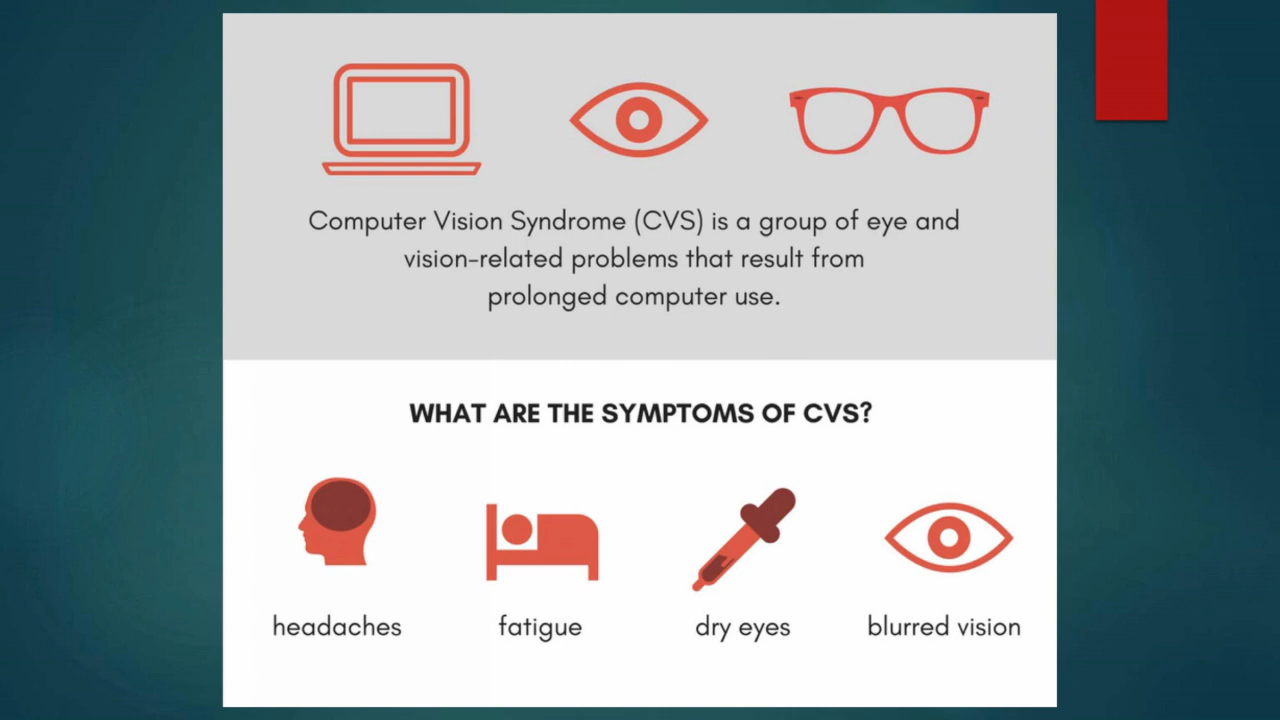 Computer Vision Syndrome (CVS) is a group of eye and
vision-related problems that result from
prolonged computer use.
WHAT ARE THE SYMPTOMS OF CVS?
headaches
fatigue
dry eyes
blurred vision